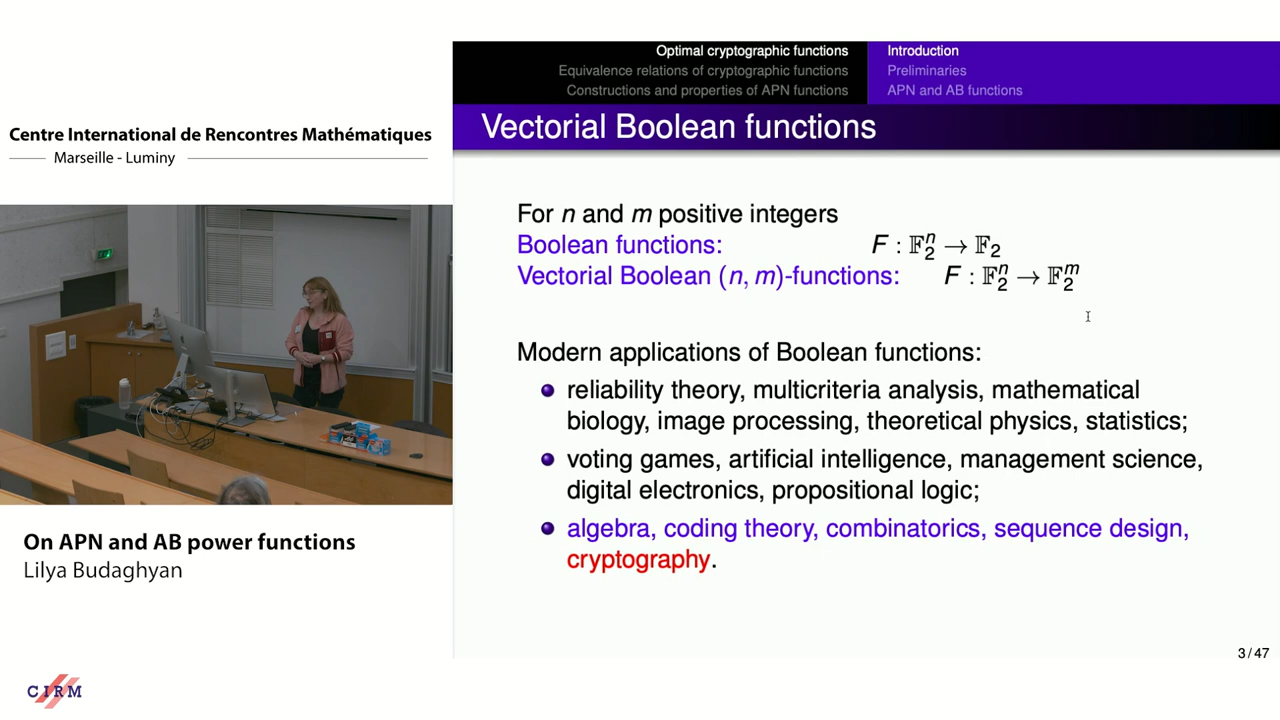 Optimal cryptographic functions
Equivalence relations of cryptographic functions
Constructions and properties of APN functions
Introduction
Preliminaries
APN and AB functions
Vectorial Boolean functions
Centre International de Rencontres Mathématiques
Marseille - Luminy
For n and m positive integers
Boolean functions: F : 𝔽₂ⁿ → 𝔽₂
Vectorial Boolean (n, m)-functions: F : 𝔽₂ⁿ → 𝔽₂ᵐ
Modern applications of Boolean functions:
reliability theory, multicriteria analysis, mathematical
biology, image processing, theoretical physics, statistics;
voting games, artificial intelligence, management science,
digital electronics, propositional logic;
algebra, coding theory, combinatorics, sequence design,
cryptography.
On APN and AB power functions
Lilya Budaghyan
3 / 47
CIRM